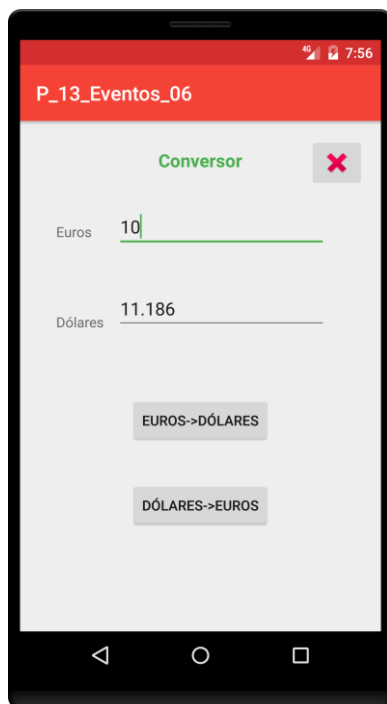 4G 7:56
P_13_Eventos_06
Conversor
Euros 10
Dólares 11.186
EUROS->DÓLARES
DÓLARES->EUROS